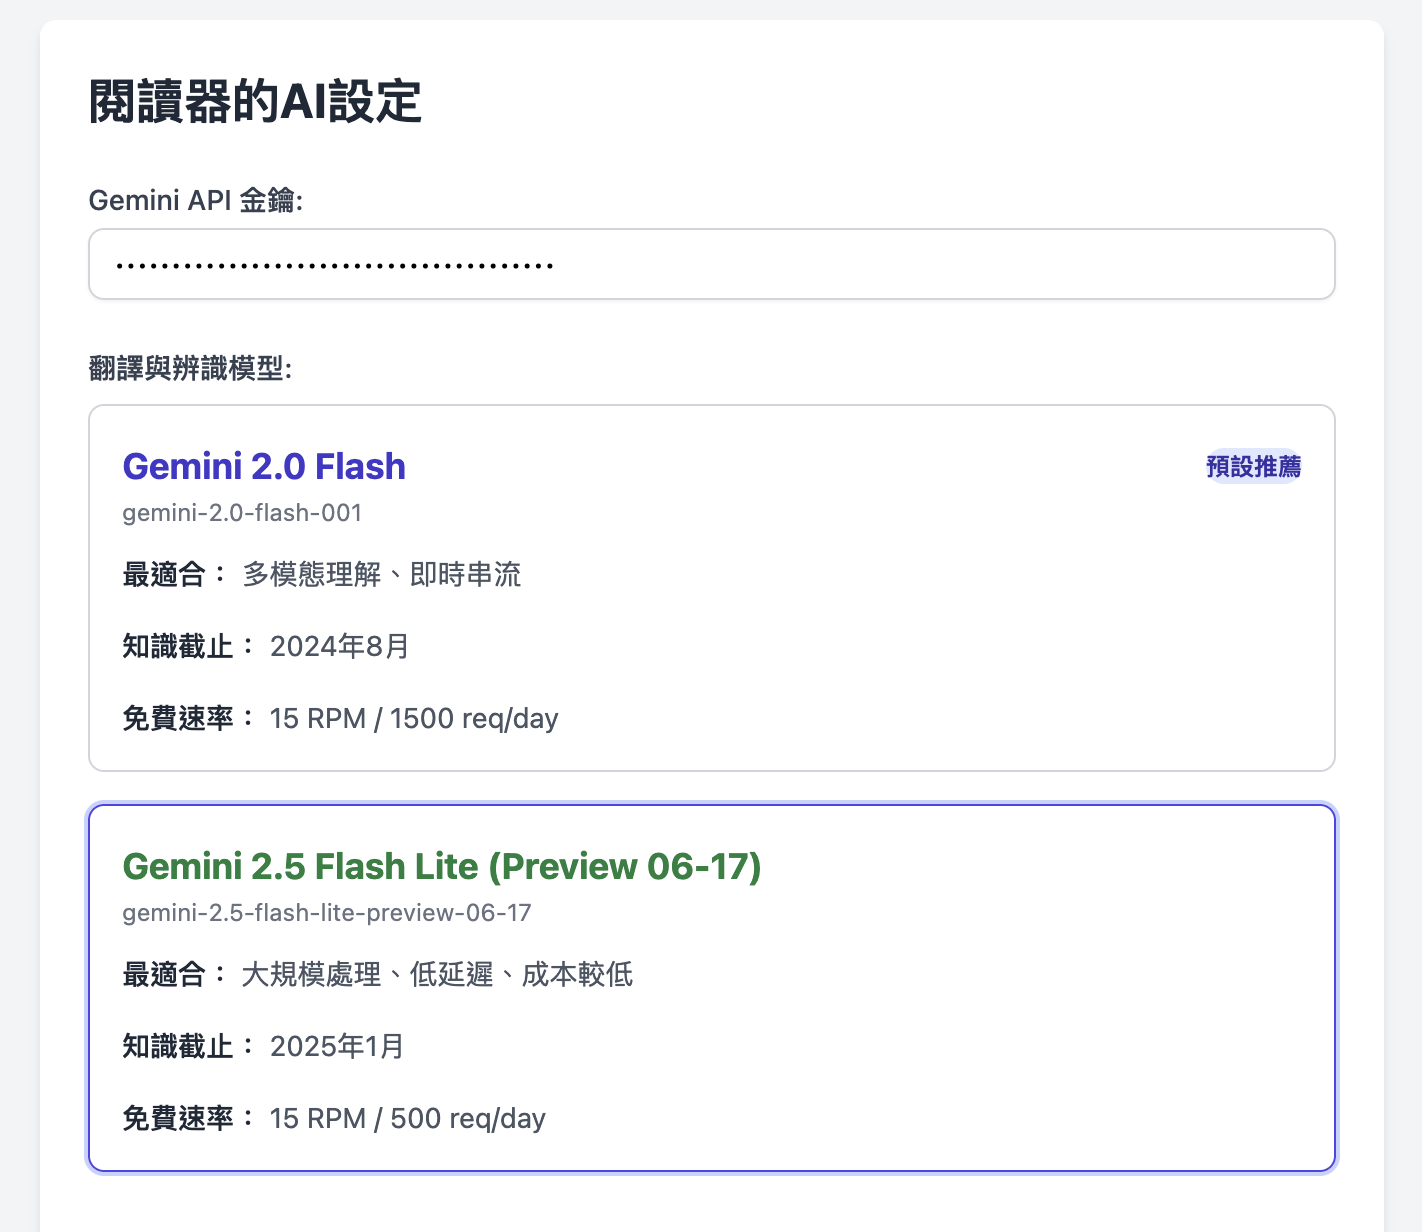 閱讀器的AI設定
Gemini API 金鑰:
•••••••••••••••••••••••••••••••••••••••
翻譯與辨識模型:
Gemini 2.0 Flash
預設推薦
gemini-2.0-flash-001
最適合： 多模態理解、即時串流
知識截止： 2024年8月
免費速率： 15 RPM / 1500 req/day
Gemini 2.5 Flash Lite (Preview 06-17)
gemini-2.5-flash-lite-preview-06-17
最適合： 大規模處理、低延遲、成本較低
知識截止： 2025年1月
免費速率： 15 RPM / 500 req/day